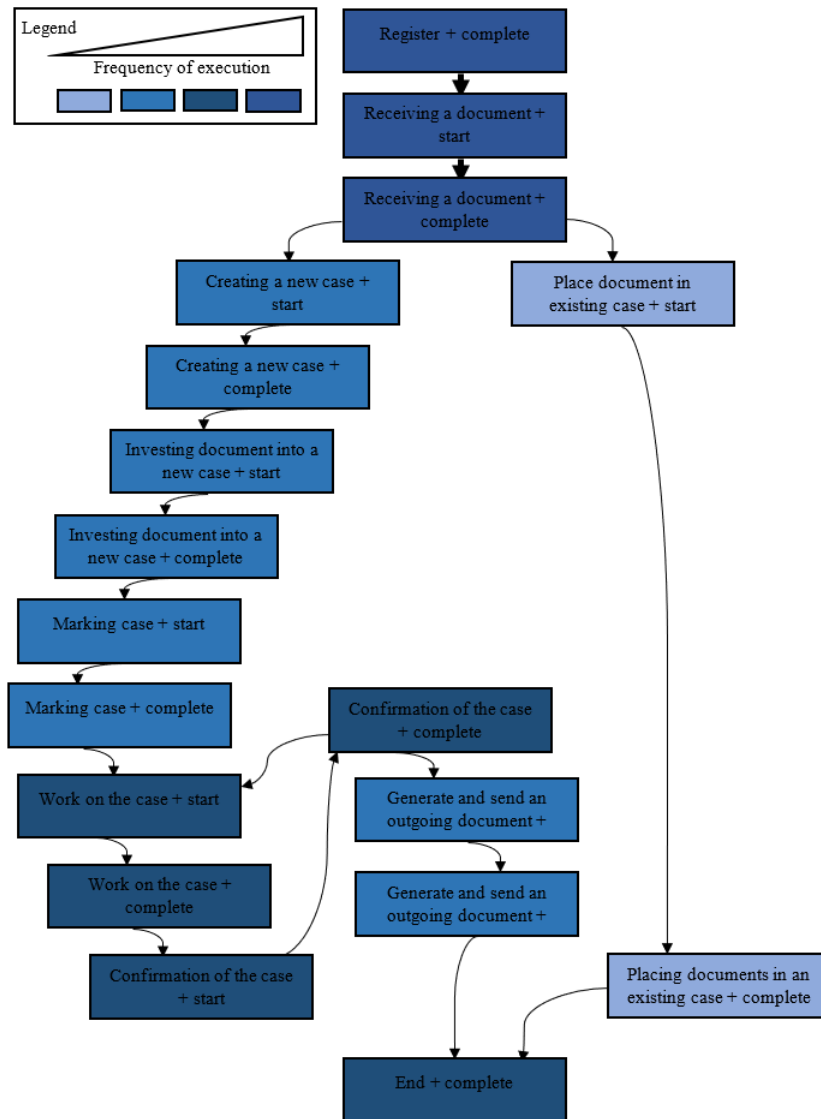 Legend
Frequency of execution
Register + complete
Receiving a document +
start
Receiving a document +
complete
Creating a new case +
start
Place document in
existing case + start
Creating a new case +
complete
Investing document into a
new case + start
Investing document into a
new case + complete
Marking case + start
Marking case + complete
Confirmation of the case
+ complete
Work on the case + start
Generate and send an
outgoing document +
Work on the case +
complete
Generate and send an
outgoing document +
Confirmation of the case
+ start
Placing documents in an
existing case + complete
End + complete